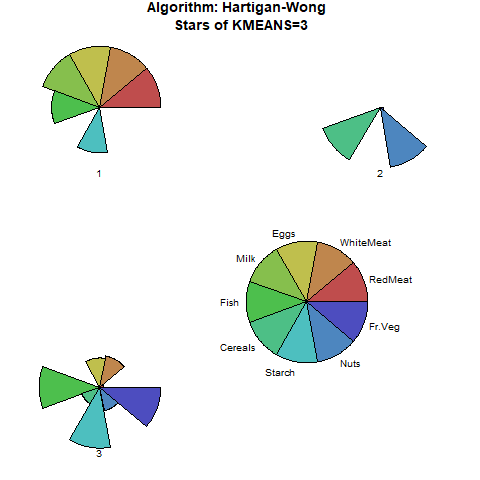 Algorithm: Hartigan-Wong
Stars of KMEANS=3
1
2
Eggs
WhiteMeat
Milk
RedMeat
Fish
Fr.Veg
Cereals
Nuts
Starch
3